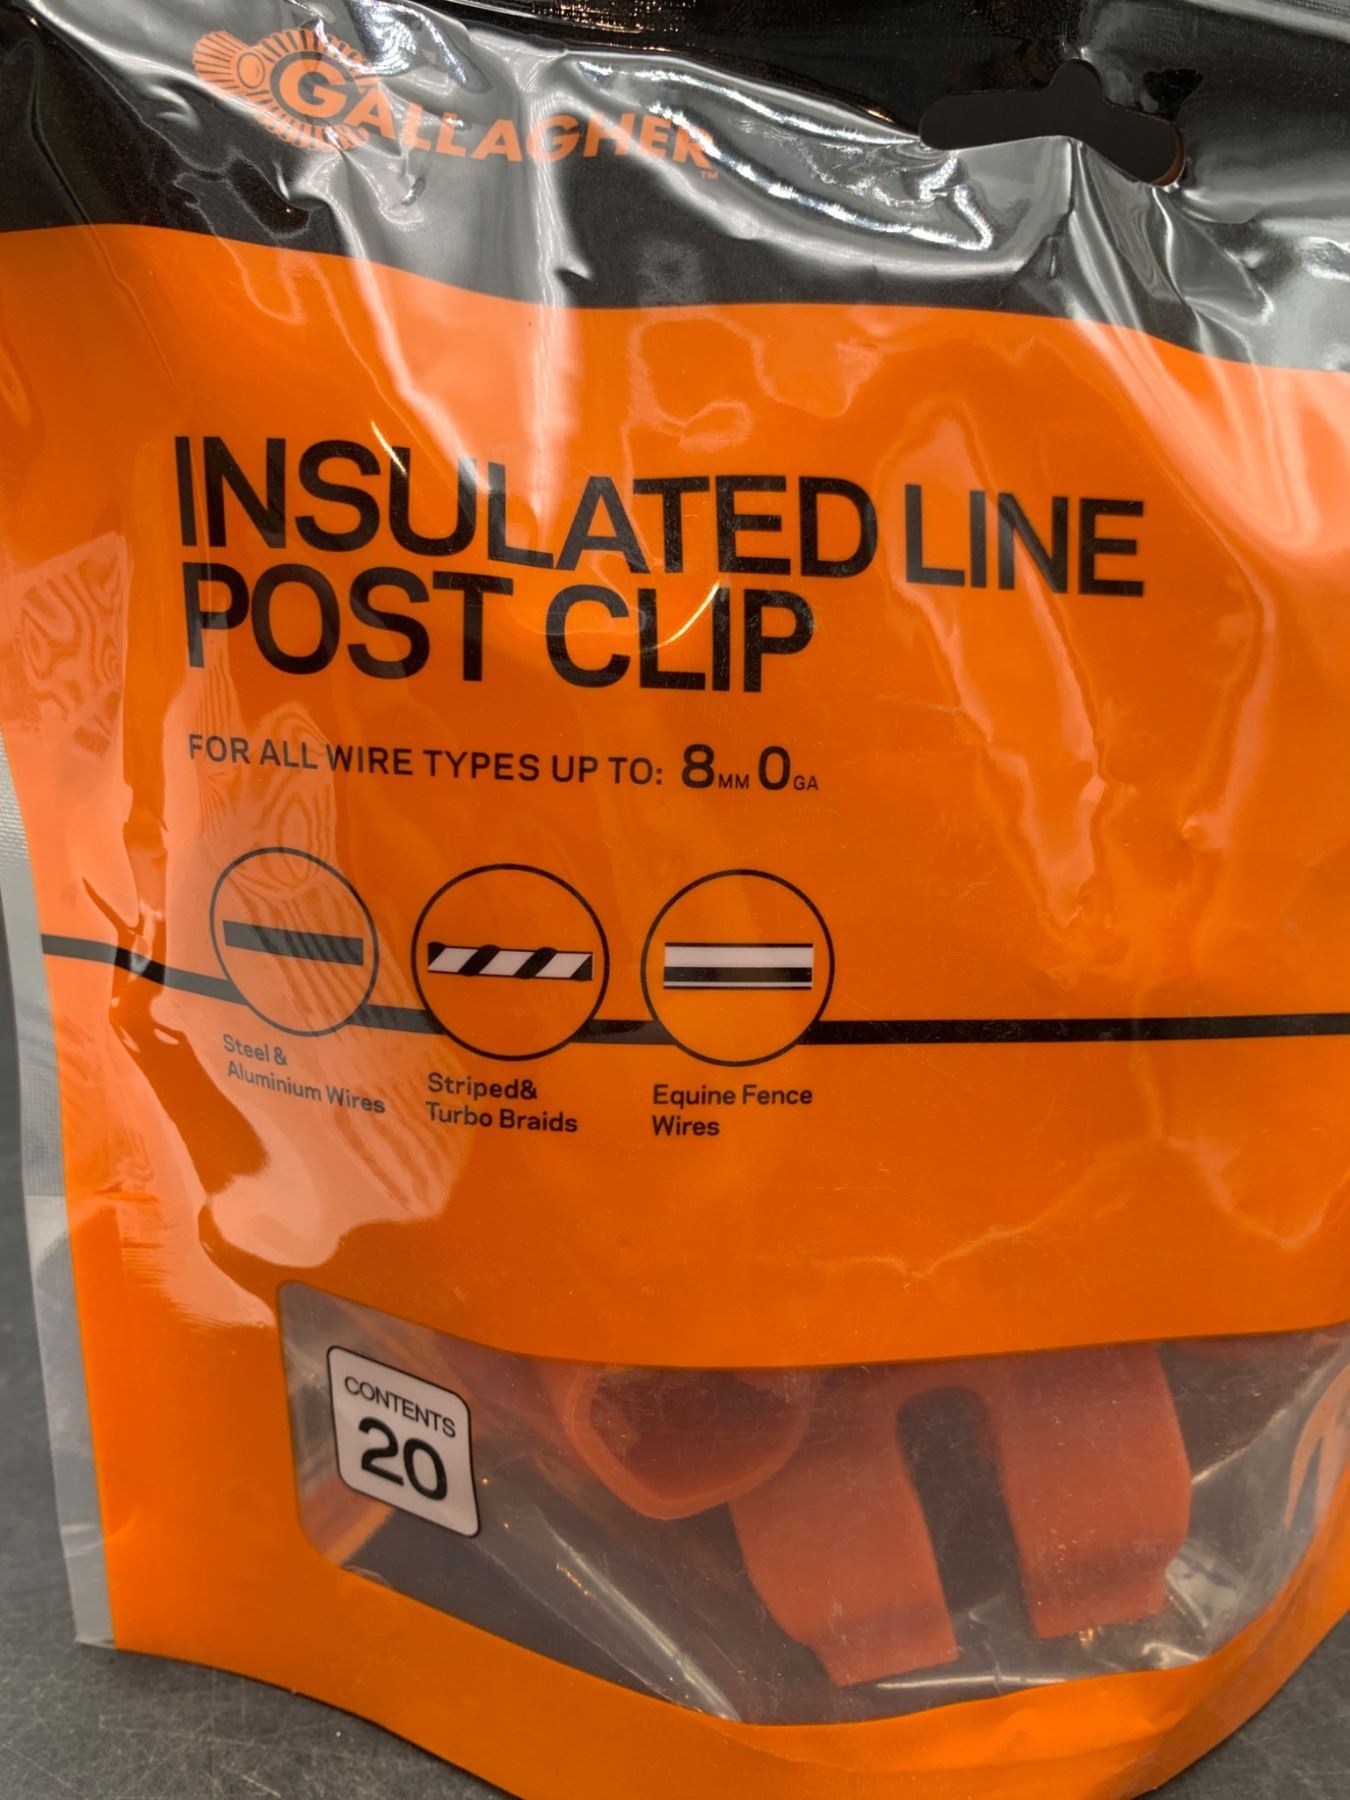 GALLAGHER™
INSULATED LINE
POST CLIP
FOR ALL WIRE TYPES UP TO: 8MM 0GA
Steel &
Aluminium Wires
Striped&
Turbo Braids
Equine Fence
Wires
CONTENTS
20